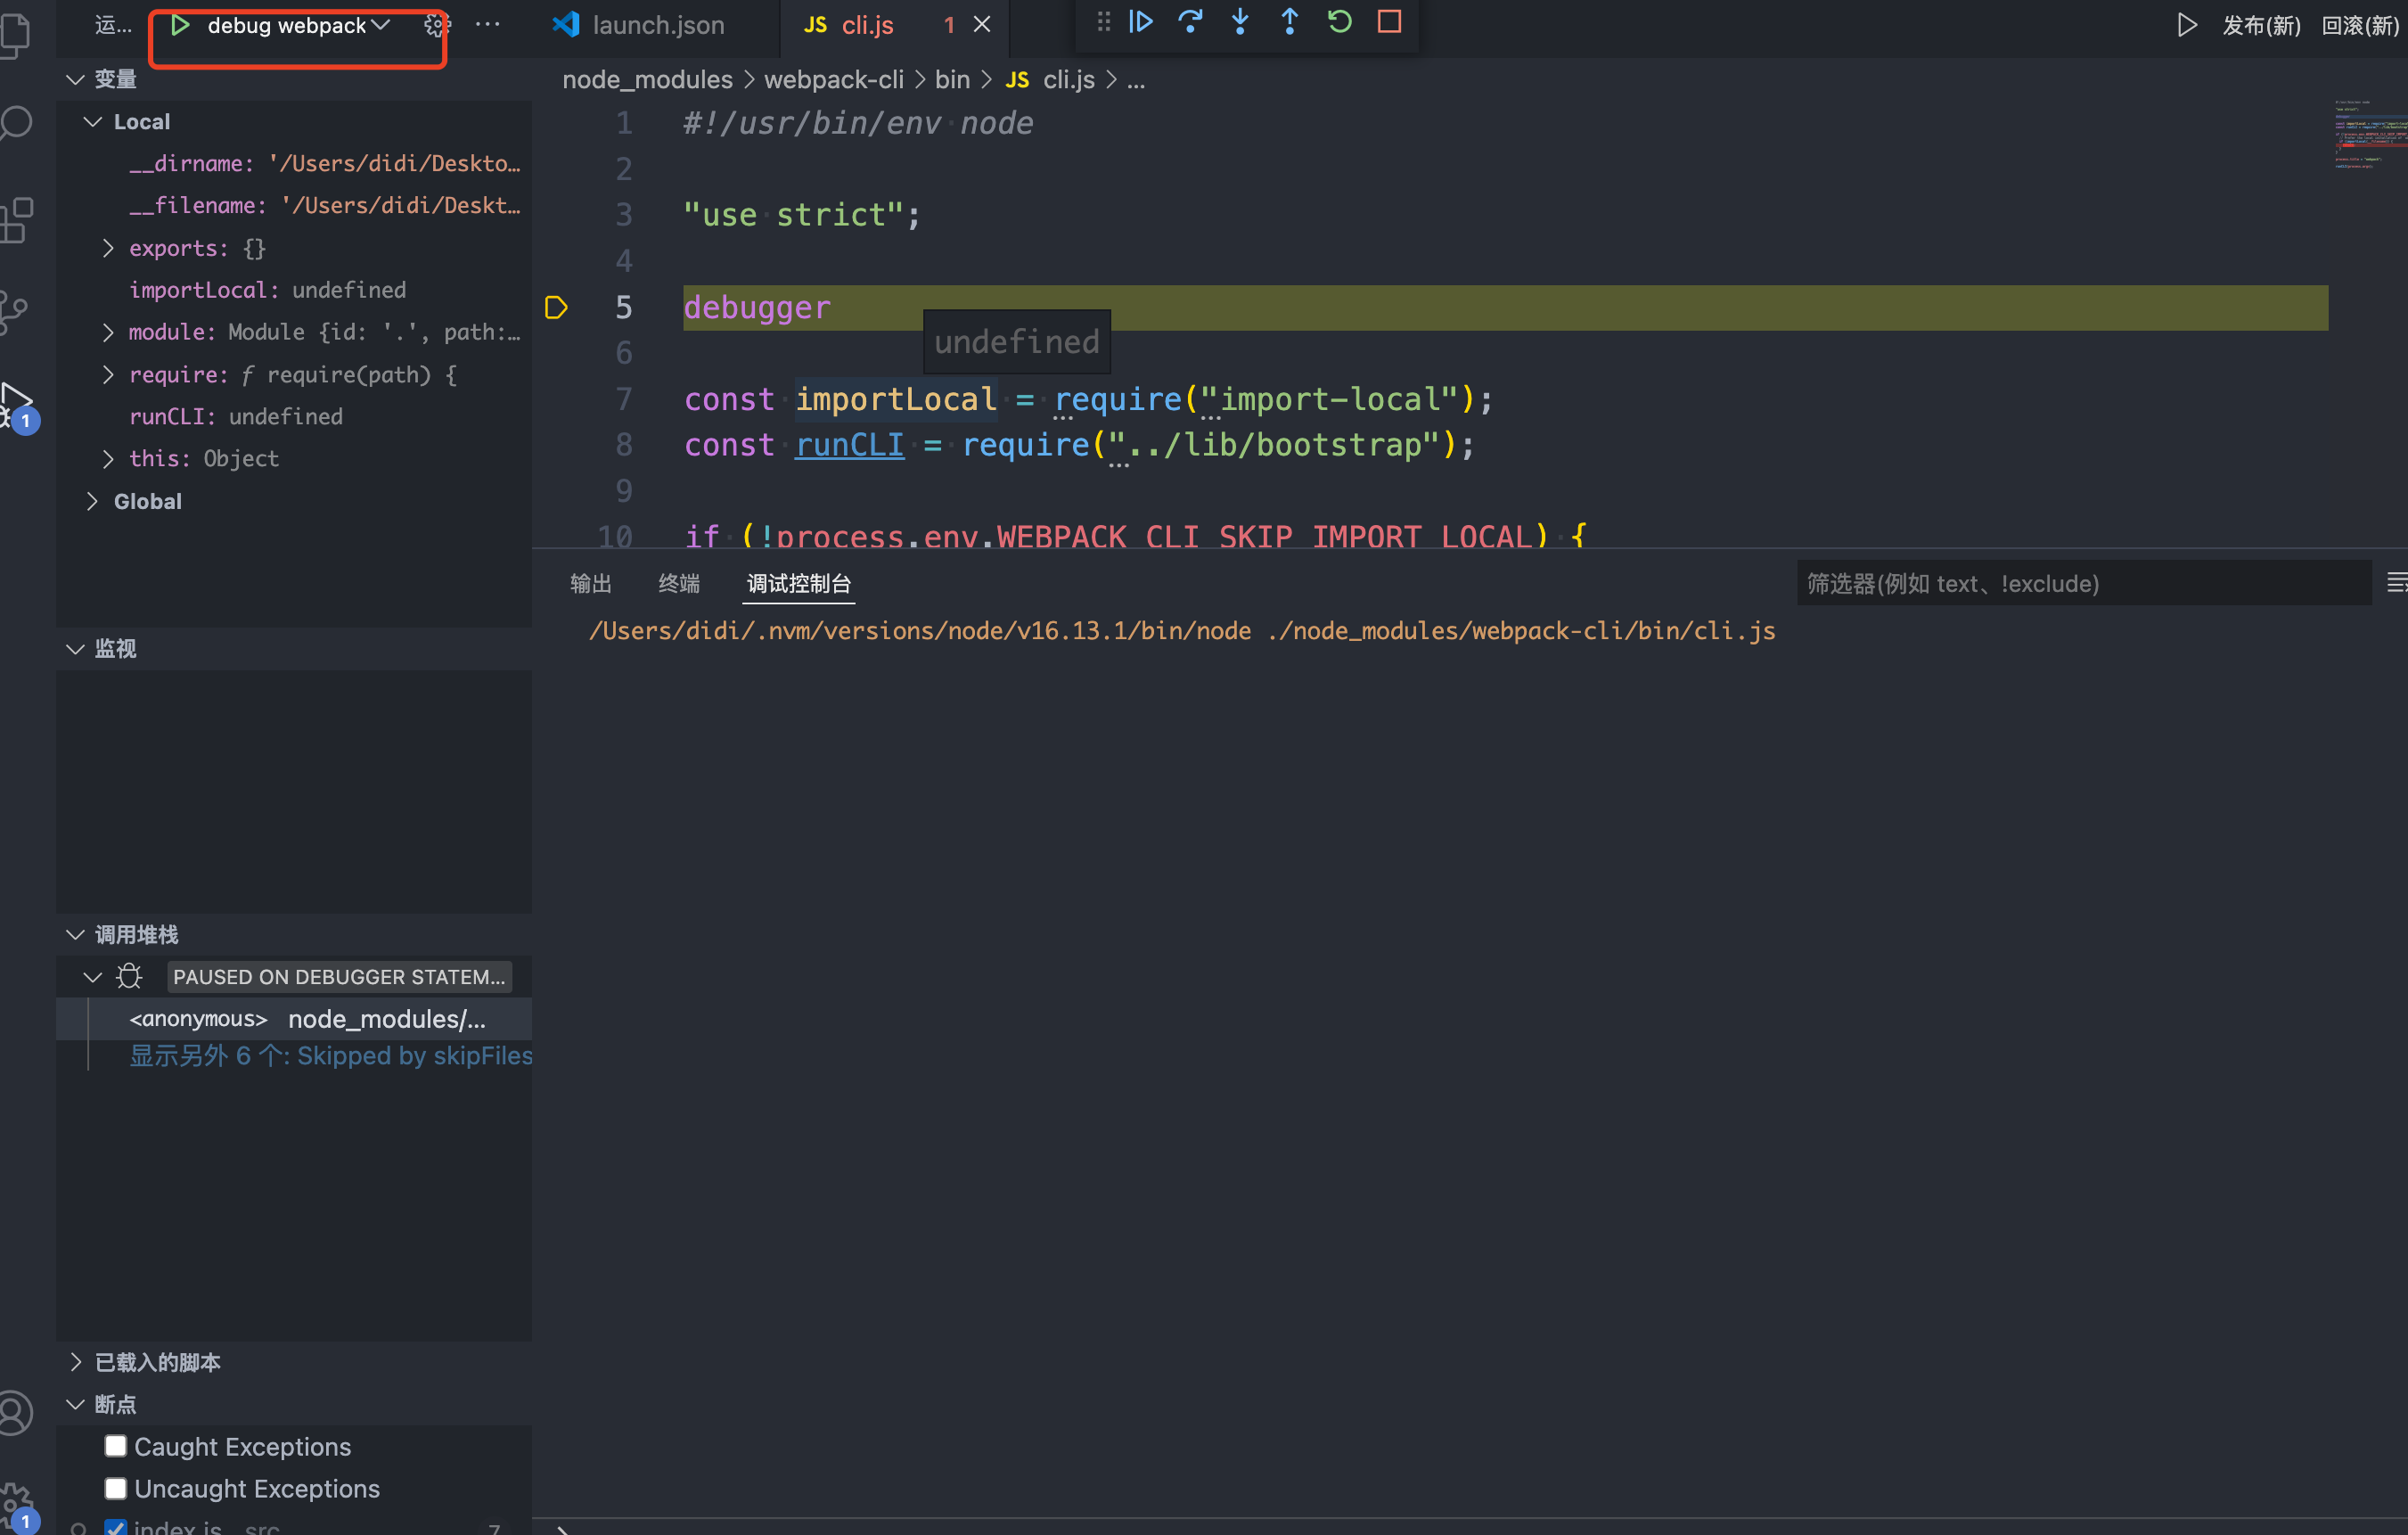 运... debug webpack
变量
Local
__dirname: '/Users/didi/Deskto...
__filename: '/Users/didi/Deskt...
exports: {}
importLocal: undefined
module: Module {id: '.', path:...
require: ƒ require(path) {
runCLI: undefined
this: Object
Global
监视
调用堆栈
PAUSED ON DEBUGGER STATEM...
<anonymous> node_modules/...
显示另外 6 个: Skipped by skipFiles
已载入的脚本
断点
Caught Exceptions
Uncaught Exceptions
index.js src 7
1
1
launch.json
JS cli.js 1
发布(新) 回滚(新)
node_modules > webpack-cli > bin > JS cli.js > ...
1 #!/usr/bin/env node
2
3 "use strict";
4
5 debugger
undefined
6
7 const importLocal = require("import-local");
8 const runCLI = require("../lib/bootstrap");
9
10 if (!process.env.WEBPACK_CLI_SKIP_IMPORT_LOCAL) {
输出 终端 调试控制台
筛选器(例如 text、!exclude)
/Users/didi/.nvm/versions/node/v16.13.1/bin/node ./node_modules/webpack-cli/bin/cli.js